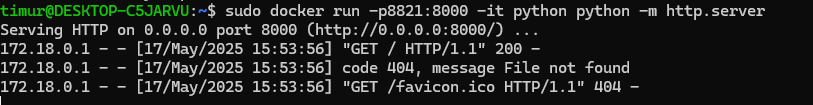 timur@DESKTOP-C5JARVU:~$ sudo docker run -p8821:8000 -it python python -m http.server
Serving HTTP on 0.0.0.0 port 8000 (http://0.0.0.0:8000/) ...
172.18.0.1 - - [17/May/2025 15:53:56] "GET / HTTP/1.1" 200 -
172.18.0.1 - - [17/May/2025 15:53:56] code 404, message File not found
172.18.0.1 - - [17/May/2025 15:53:56] "GET /favicon.ico HTTP/1.1" 404 -